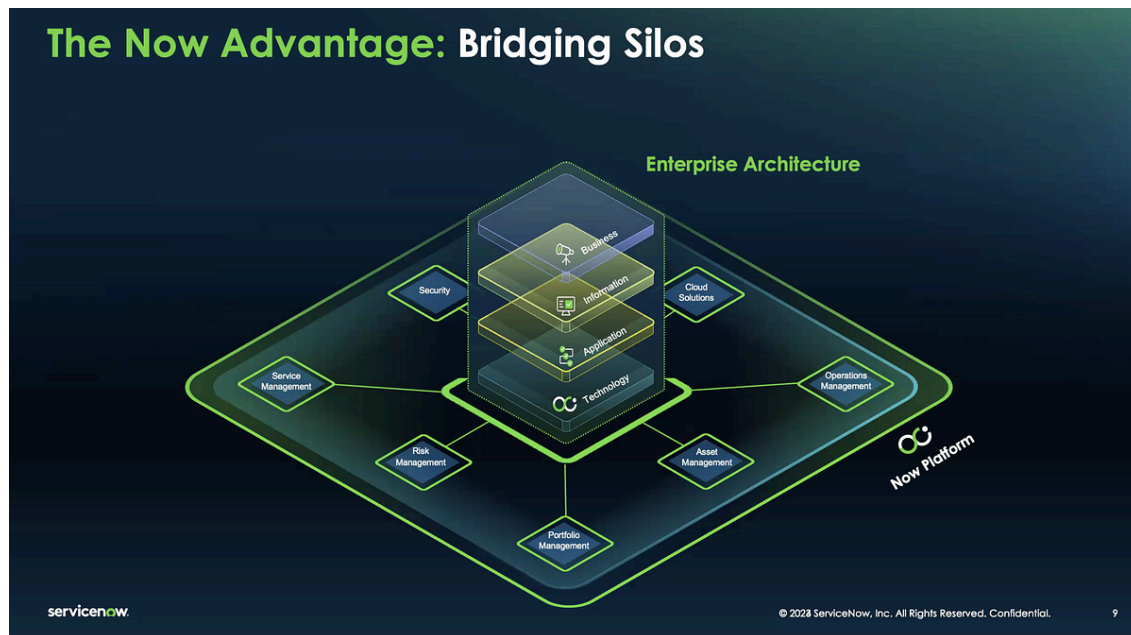 The Now Advantage: Bridging Silos
Enterprise Architecture
Business
Information
Application
Technology
Security
Cloud
Solutions
Service
Management
Operations
Management
Risk
Management
Asset
Management
Portfolio
Management
Now Platform
servicenow.
© ServiceNow, Inc. All Rights Reserved. Confidential.
9